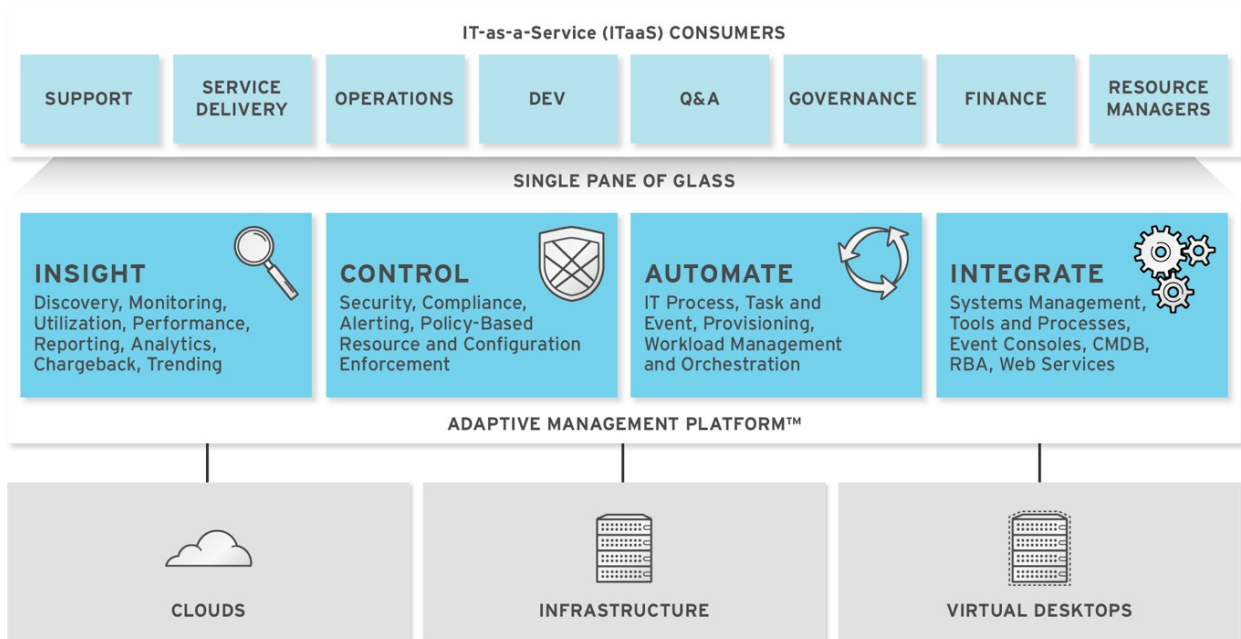 IT-as-a-Service (ITaaS) CONSUMERS
SUPPORT
SERVICE
DELIVERY
OPERATIONS
DEV
Q&A
GOVERNANCE
FINANCE
RESOURCE
MANAGERS
SINGLE PANE OF GLASS
INSIGHT
Discovery, Monitoring,
Utilization, Performance,
Reporting, Analytics,
Chargeback, Trending
CONTROL
Security, Compliance,
Alerting, Policy-Based
Resource and Configuration
Enforcement
AUTOMATE
IT Process, Task and
Event, Provisioning,
Workload Management
and Orchestration
INTEGRATE
Systems Management,
Tools and Processes,
Event Consoles, CMDB,
RBA, Web Services
ADAPTIVE MANAGEMENT PLATFORM™
CLOUDS
INFRASTRUCTURE
VIRTUAL DESKTOPS